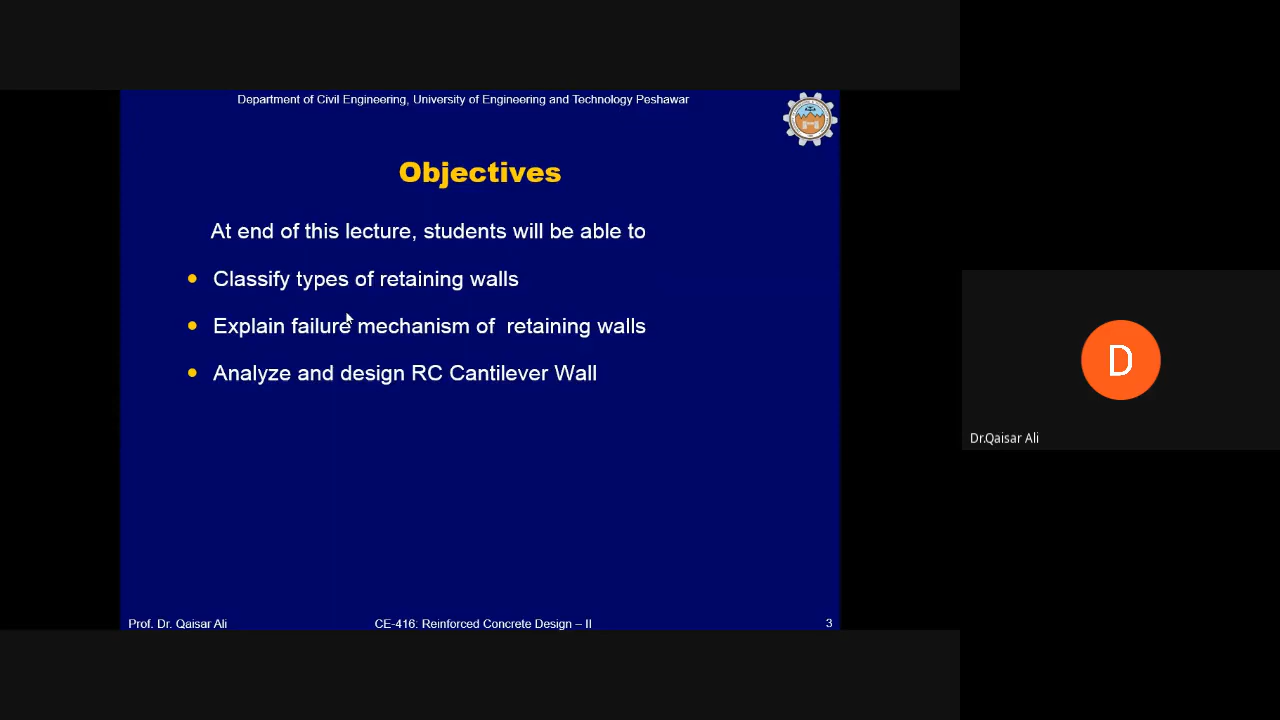 Department of Civil Engineering, University of Engineering and Technology Peshawar
Objectives
At end of this lecture, students will be able to
Classify types of retaining walls
Explain failure mechanism of retaining walls
Analyze and design RC Cantilever Wall
D
Dr.Qaisar Ali
Prof. Dr. Qaisar Ali
CE-416: Reinforced Concrete Design – II
3